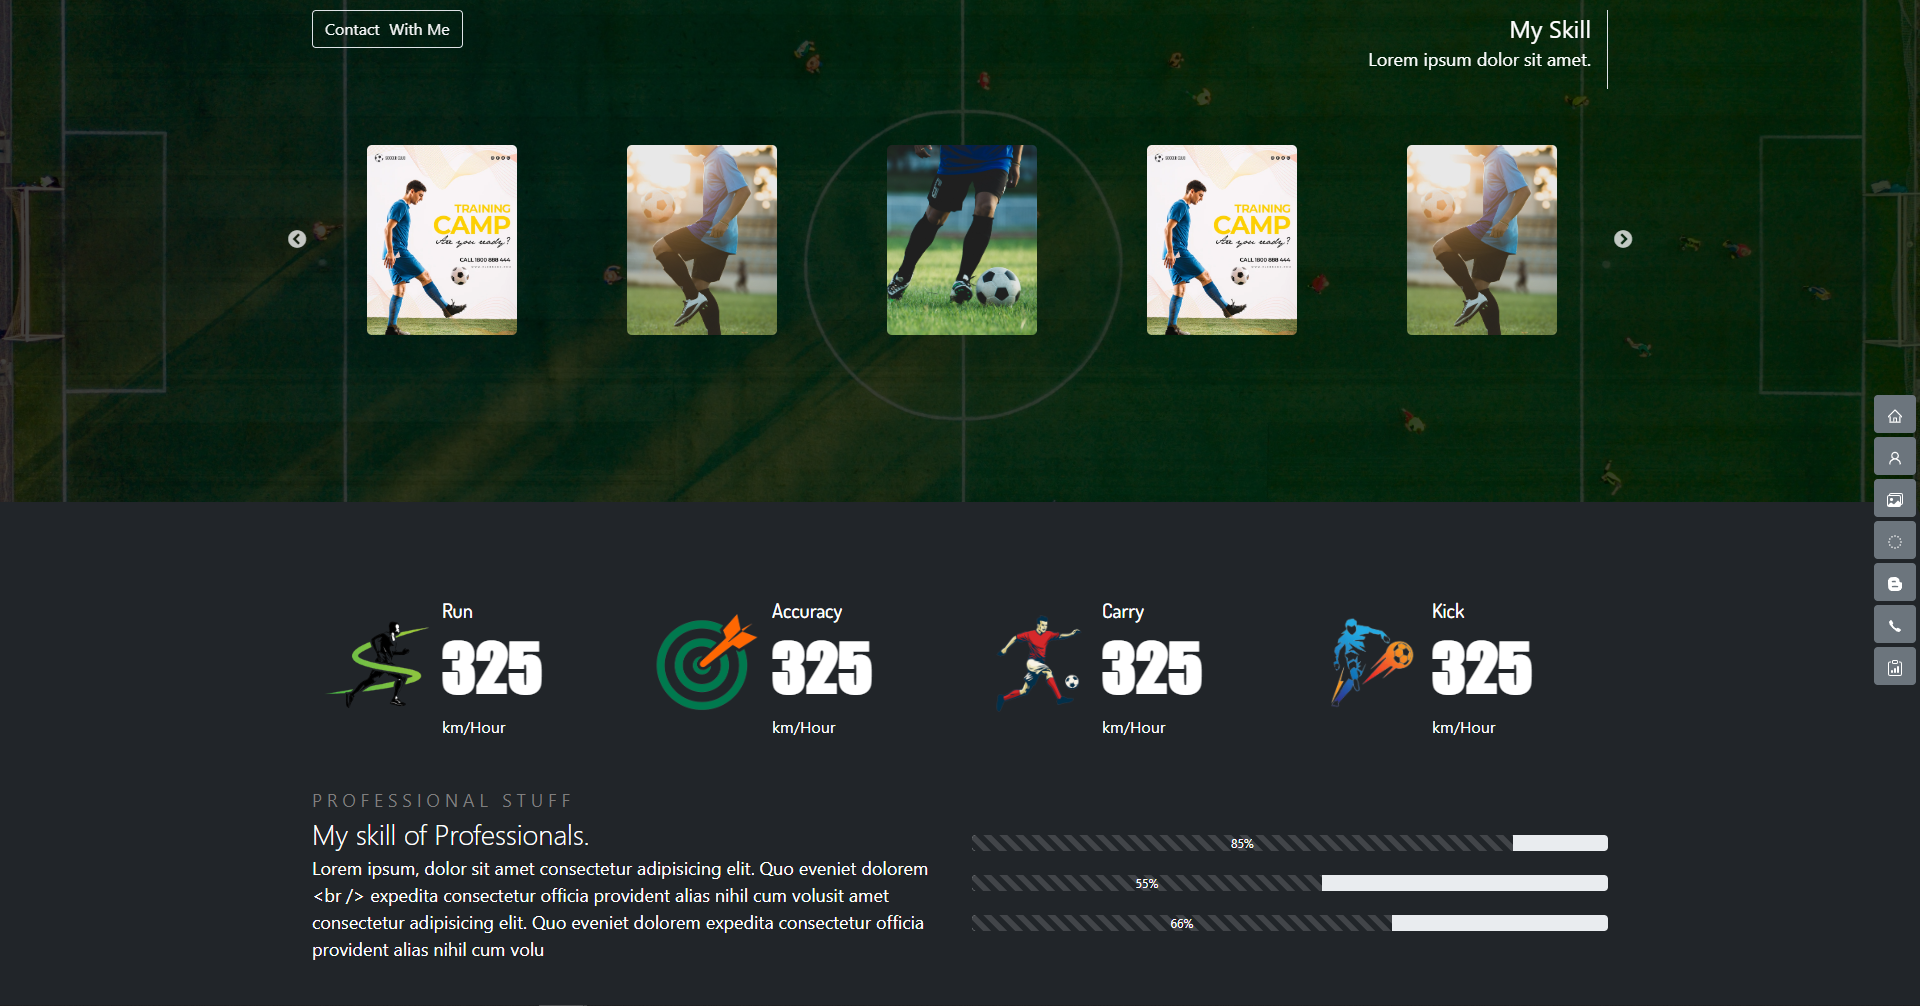 Contact With Me
My Skill
Lorem ipsum dolor sit amet.
SOCCER CLUB
TRAINING
CAMP
Are you ready?
CALL 1800 888 444
SOCCER CLUB
TRAINING
CAMP
Are you ready?
CALL 1800 888 444
Run
325
km/Hour
Accuracy
325
km/Hour
Carry
325
km/Hour
Kick
325
km/Hour
PROFESSIONAL STUFF
My skill of Professionals.
Lorem ipsum, dolor sit amet consectetur adipisicing elit. Quo eveniet dolorem
<br /> expedita consectetur officia provident alias nihil cum volusit amet
consectetur adipisicing elit. Quo eveniet dolorem expedita consectetur officia
provident alias nihil cum volu
85%
55%
66%